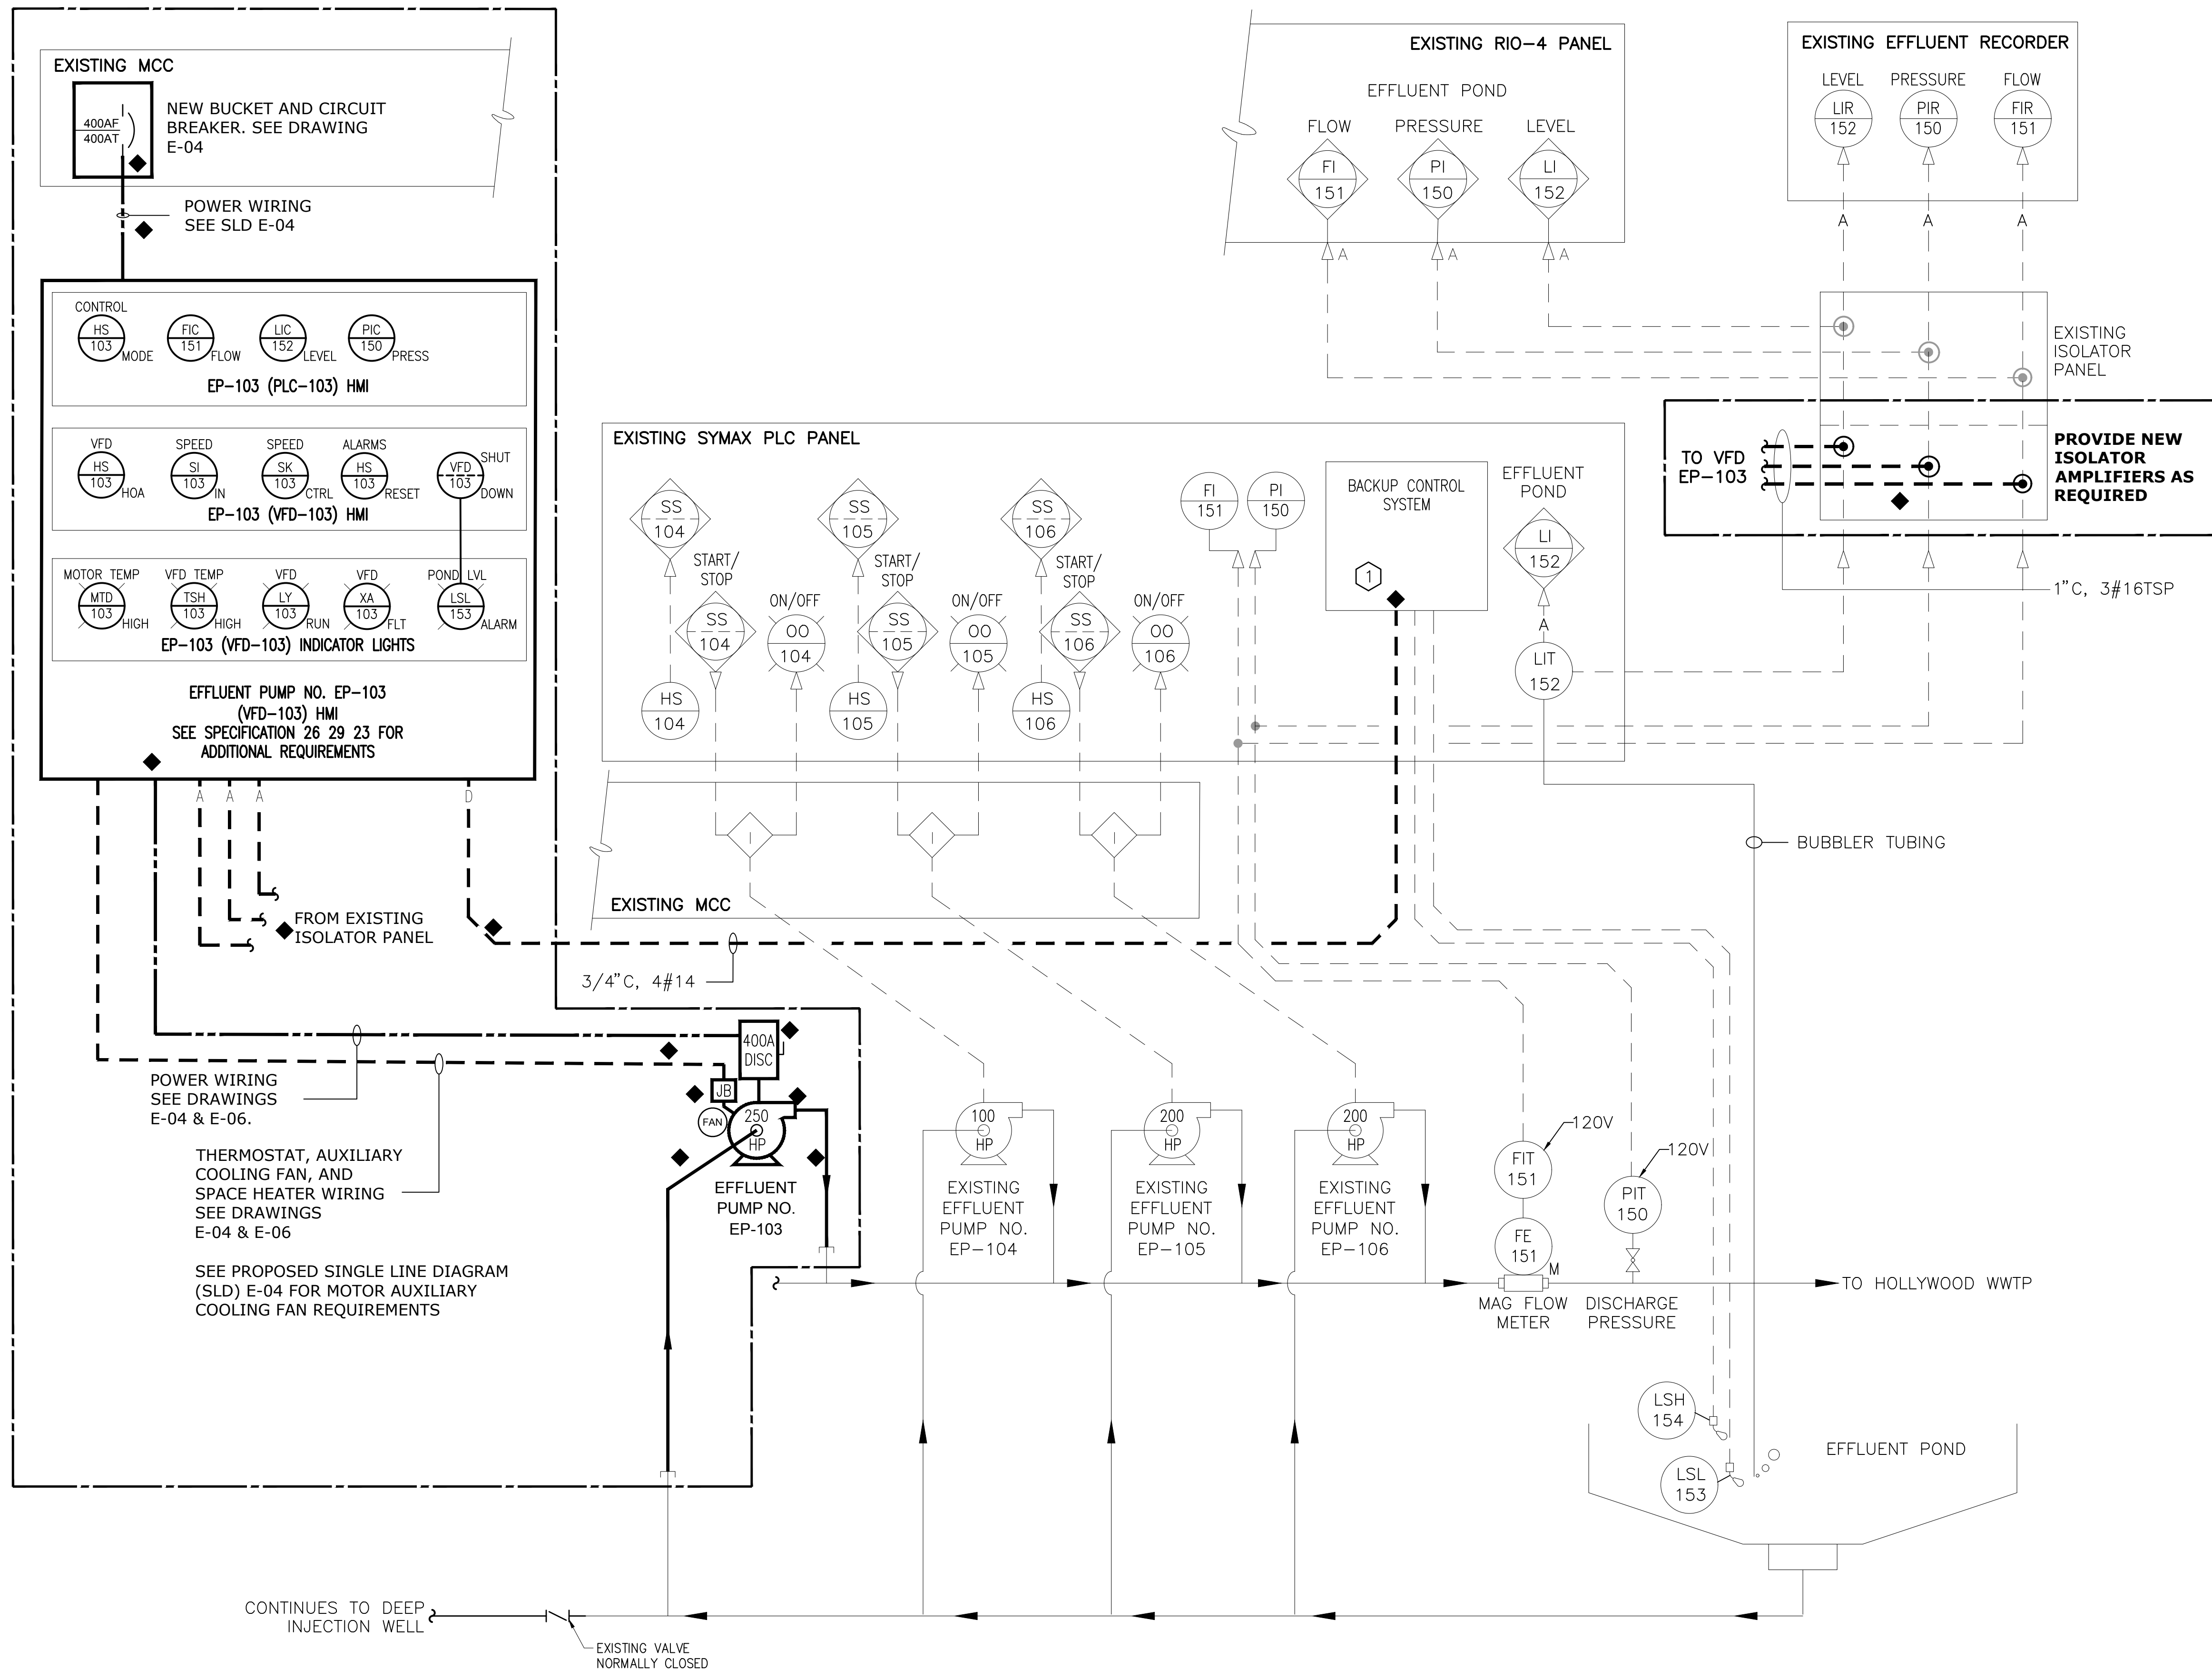 EXISTING MCC
400AF
400AT
NEW BUCKET AND CIRCUIT
BREAKER. SEE DRAWING
E-04
POWER WIRING
SEE SLD E-04
CONTROL
HS
103
MODE
FIC
151
FLOW
LIC
152
LEVEL
PIC
150
PRESS
EP-103 (PLC-103) HMI
VFD
HS
103
HOA
SPEED
SI
103
IN
SPEED
SK
103
CTRL
ALARMS
HS
103
RESET
VFD
103
SHUT
DOWN
EP-103 (VFD-103) HMI
MOTOR TEMP
MTD
103
HIGH
VFD TEMP
TSH
103
HIGH
VFD
LY
103
RUN
VFD
XA
103
FLT
POND LVL
LSL
153
ALARM
EP-103 (VFD-103) INDICATOR LIGHTS
EFFLUENT PUMP NO. EP-103
(VFD-103) HMI
SEE SPECIFICATION 26 29 23 FOR
ADDITIONAL REQUIREMENTS
A A A
D
FROM EXISTING
ISOLATOR PANEL
3/4"C, 4#14
POWER WIRING
SEE DRAWINGS
E-04 & E-06.
THERMOSTAT, AUXILIARY
COOLING FAN, AND
SPACE HEATER WIRING
SEE DRAWINGS
E-04 & E-06
SEE PROPOSED SINGLE LINE DIAGRAM
(SLD) E-04 FOR MOTOR AUXILIARY
COOLING FAN REQUIREMENTS
400A
DISC
JB
FAN
250
HP
EFFLUENT
PUMP NO.
EP-103
EXISTING RIO-4 PANEL
EFFLUENT POND
FLOW
PRESSURE
LEVEL
FI
151
PI
150
LI
152
A
A
A
EXISTING EFFLUENT RECORDER
LEVEL
PRESSURE
FLOW
LIR
152
PIR
150
FIR
151
A
A
A
EXISTING
ISOLATOR
PANEL
TO VFD
EP-103
PROVIDE NEW
ISOLATOR
AMPLIFIERS AS
REQUIRED
1"C, 3#16TSP
EXISTING SYMAX PLC PANEL
SS
104
START/
STOP
SS
104
ON/OFF
OO
104
HS
104
SS
105
START/
STOP
SS
105
ON/OFF
OO
105
HS
105
SS
106
START/
STOP
SS
106
ON/OFF
OO
106
HS
106
FI
151
PI
150
BACKUP CONTROL
SYSTEM
1
EFFLUENT
POND
LI
152
A
LIT
152
EXISTING MCC
BUBBLER TUBING
100
HP
EXISTING
EFFLUENT
PUMP NO.
EP-104
200
HP
EXISTING
EFFLUENT
PUMP NO.
EP-105
200
HP
EXISTING
EFFLUENT
PUMP NO.
EP-106
120V
FIT
151
FE
151
M
MAG FLOW
METER
120V
PIT
150
DISCHARGE
PRESSURE
TO HOLLYWOOD WWTP
LSH
154
LSL
153
EFFLUENT POND
CONTINUES TO DEEP
INJECTION WELL
EXISTING VALVE
NORMALLY CLOSED